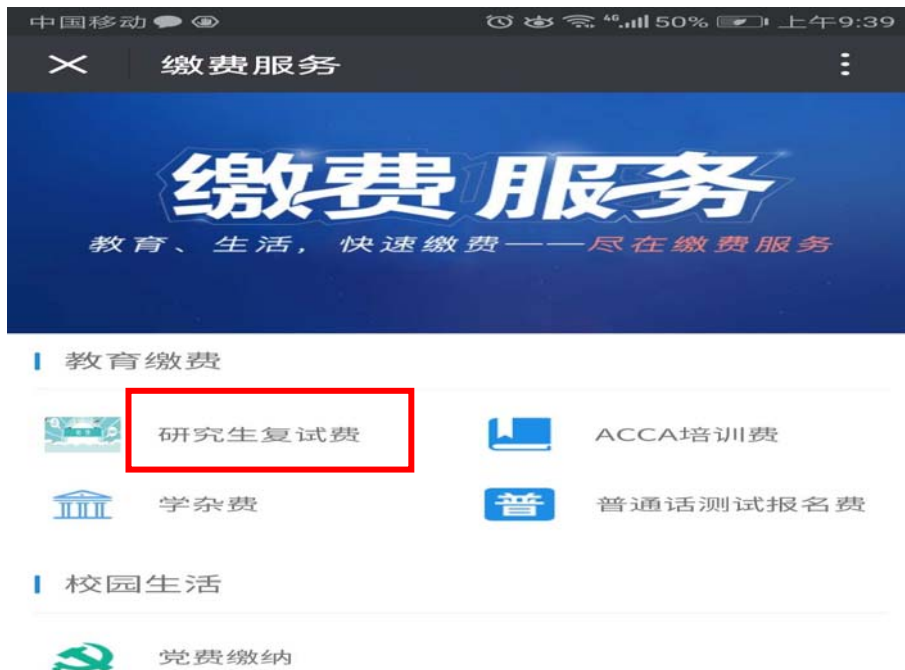 中国移动 4G 50% 上午9:39
缴费服务
缴费服务
教育、生活，快速缴费——尽在缴费服务
教育缴费
研究生复试费 ACCA培训费
学杂费 普 普通话测试报名费
校园生活
党费缴纳